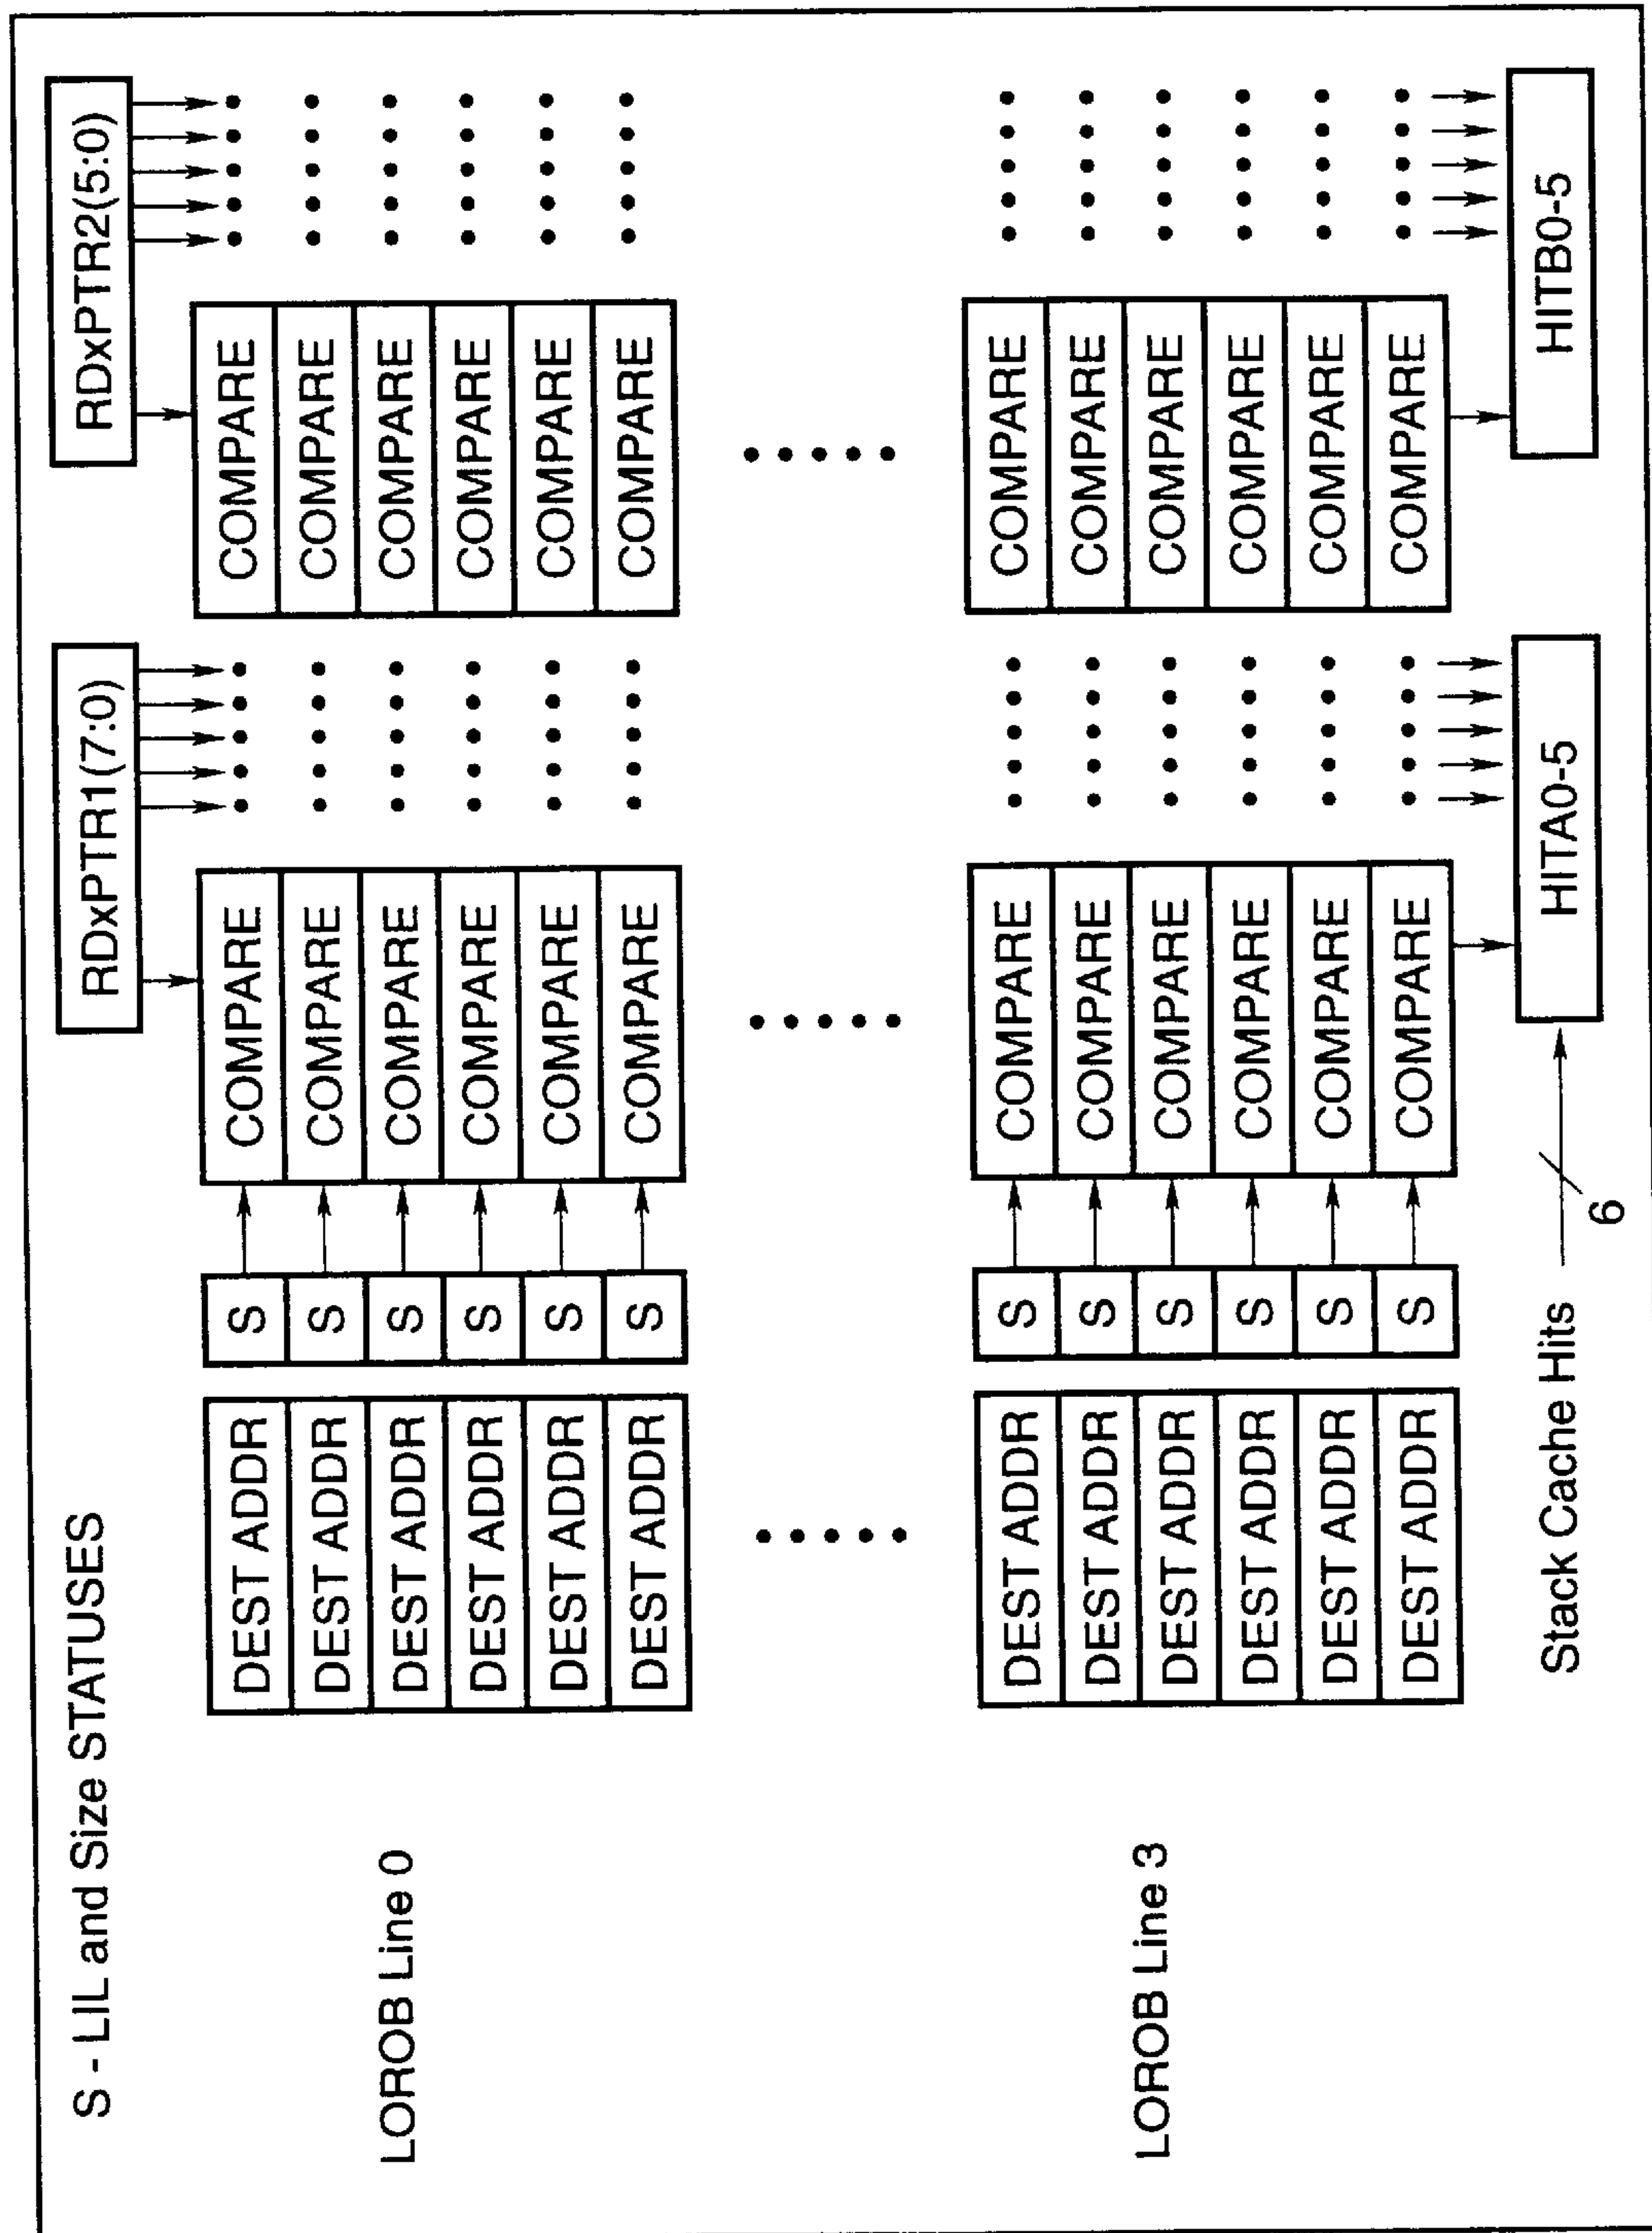 S - LIL and Size STATUSES
RDxPTR1(7:0)
RDxPTR2(5:0)
LOROB Line 0
DEST ADDR S COMPARE COMPARE
DEST ADDR S COMPARE COMPARE
DEST ADDR S COMPARE COMPARE
DEST ADDR S COMPARE COMPARE
DEST ADDR S COMPARE COMPARE
DEST ADDR S COMPARE COMPARE
LOROB Line 3
DEST ADDR S COMPARE COMPARE
DEST ADDR S COMPARE COMPARE
DEST ADDR S COMPARE COMPARE
DEST ADDR S COMPARE COMPARE
DEST ADDR S COMPARE COMPARE
DEST ADDR S COMPARE COMPARE
Stack Cache Hits
6
HITA0-5
HITB0-5